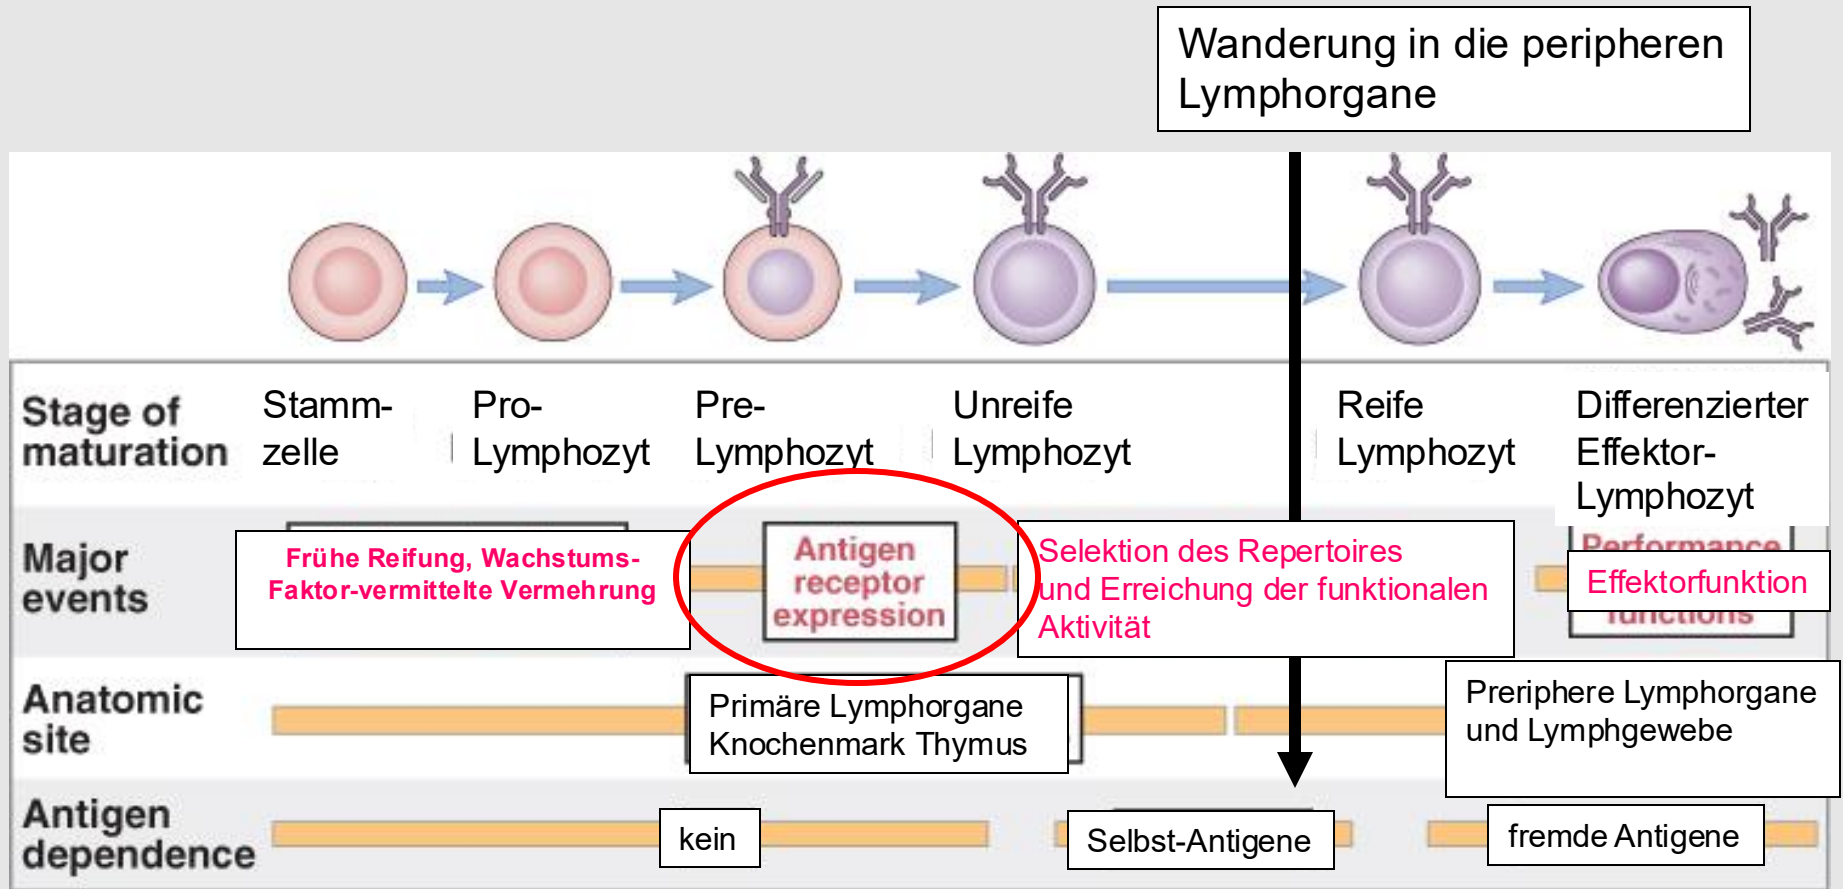 Wanderung in die peripheren
Lymphorgane
Stage of
maturation
Stamm-
zelle
Pro-
Lymphozyt
Pre-
Lymphozyt
Unreife
Lymphozyt
Reife
Lymphozyt
Differenzierter
Effektor-
Lymphozyt
Major
events
Frühe Reifung, Wachstums-
Faktor-vermittelte Vermehrung
Antigen
receptor
expression
Selektion des Repertoires
und Erreichung der funktionalen
Aktivität
Performance
Effektorfunktion
functions
Anatomic
site
Primäre Lymphorgane
Knochenmark Thymus
Preriphere Lymphorgane
und Lymphgewebe
Antigen
dependence
kein
Selbst-Antigene
fremde Antigene